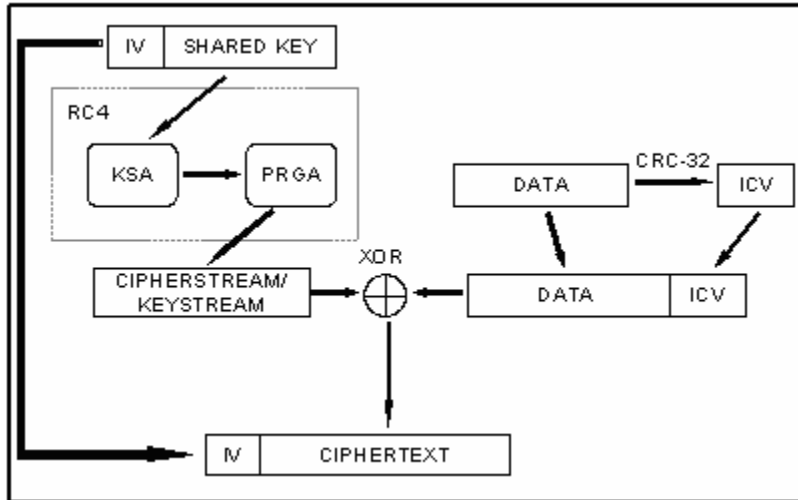 IV SHARED KEY
RC4
KSA PRGA
CRC-32
DATA ICV
XOR
CIPHERSTREAM/
KEYSTREAM
DATA ICV
IV CIPHERTEXT